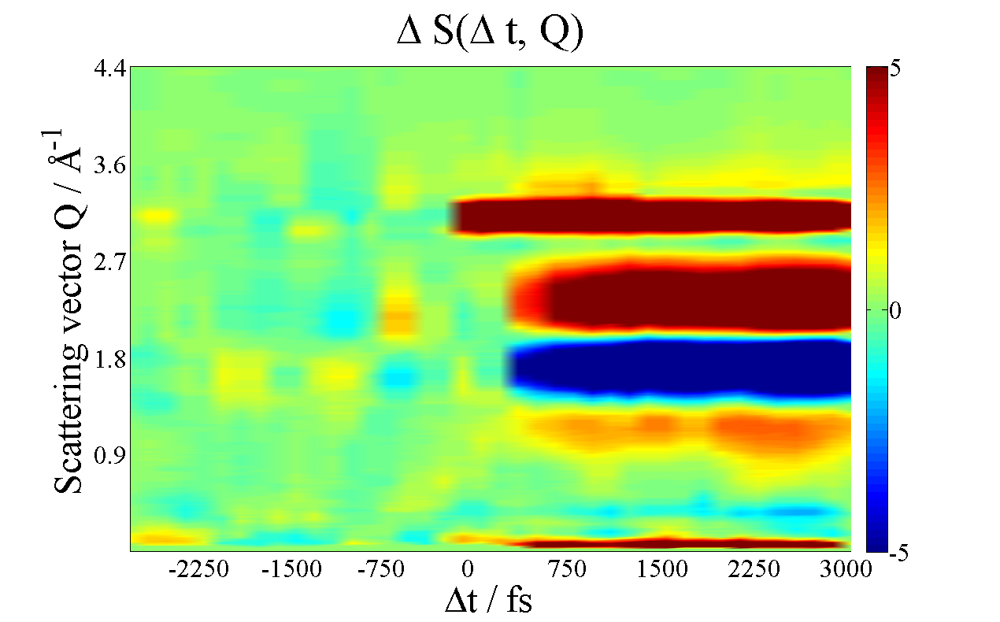 Δ S(Δ t, Q)
4.4
3.6
2.7
1.8
0.9
Scattering vector Q / Å-1
-2250 -1500 -750 0 750 1500 2250 3000
Δt / fs
5
0
-5